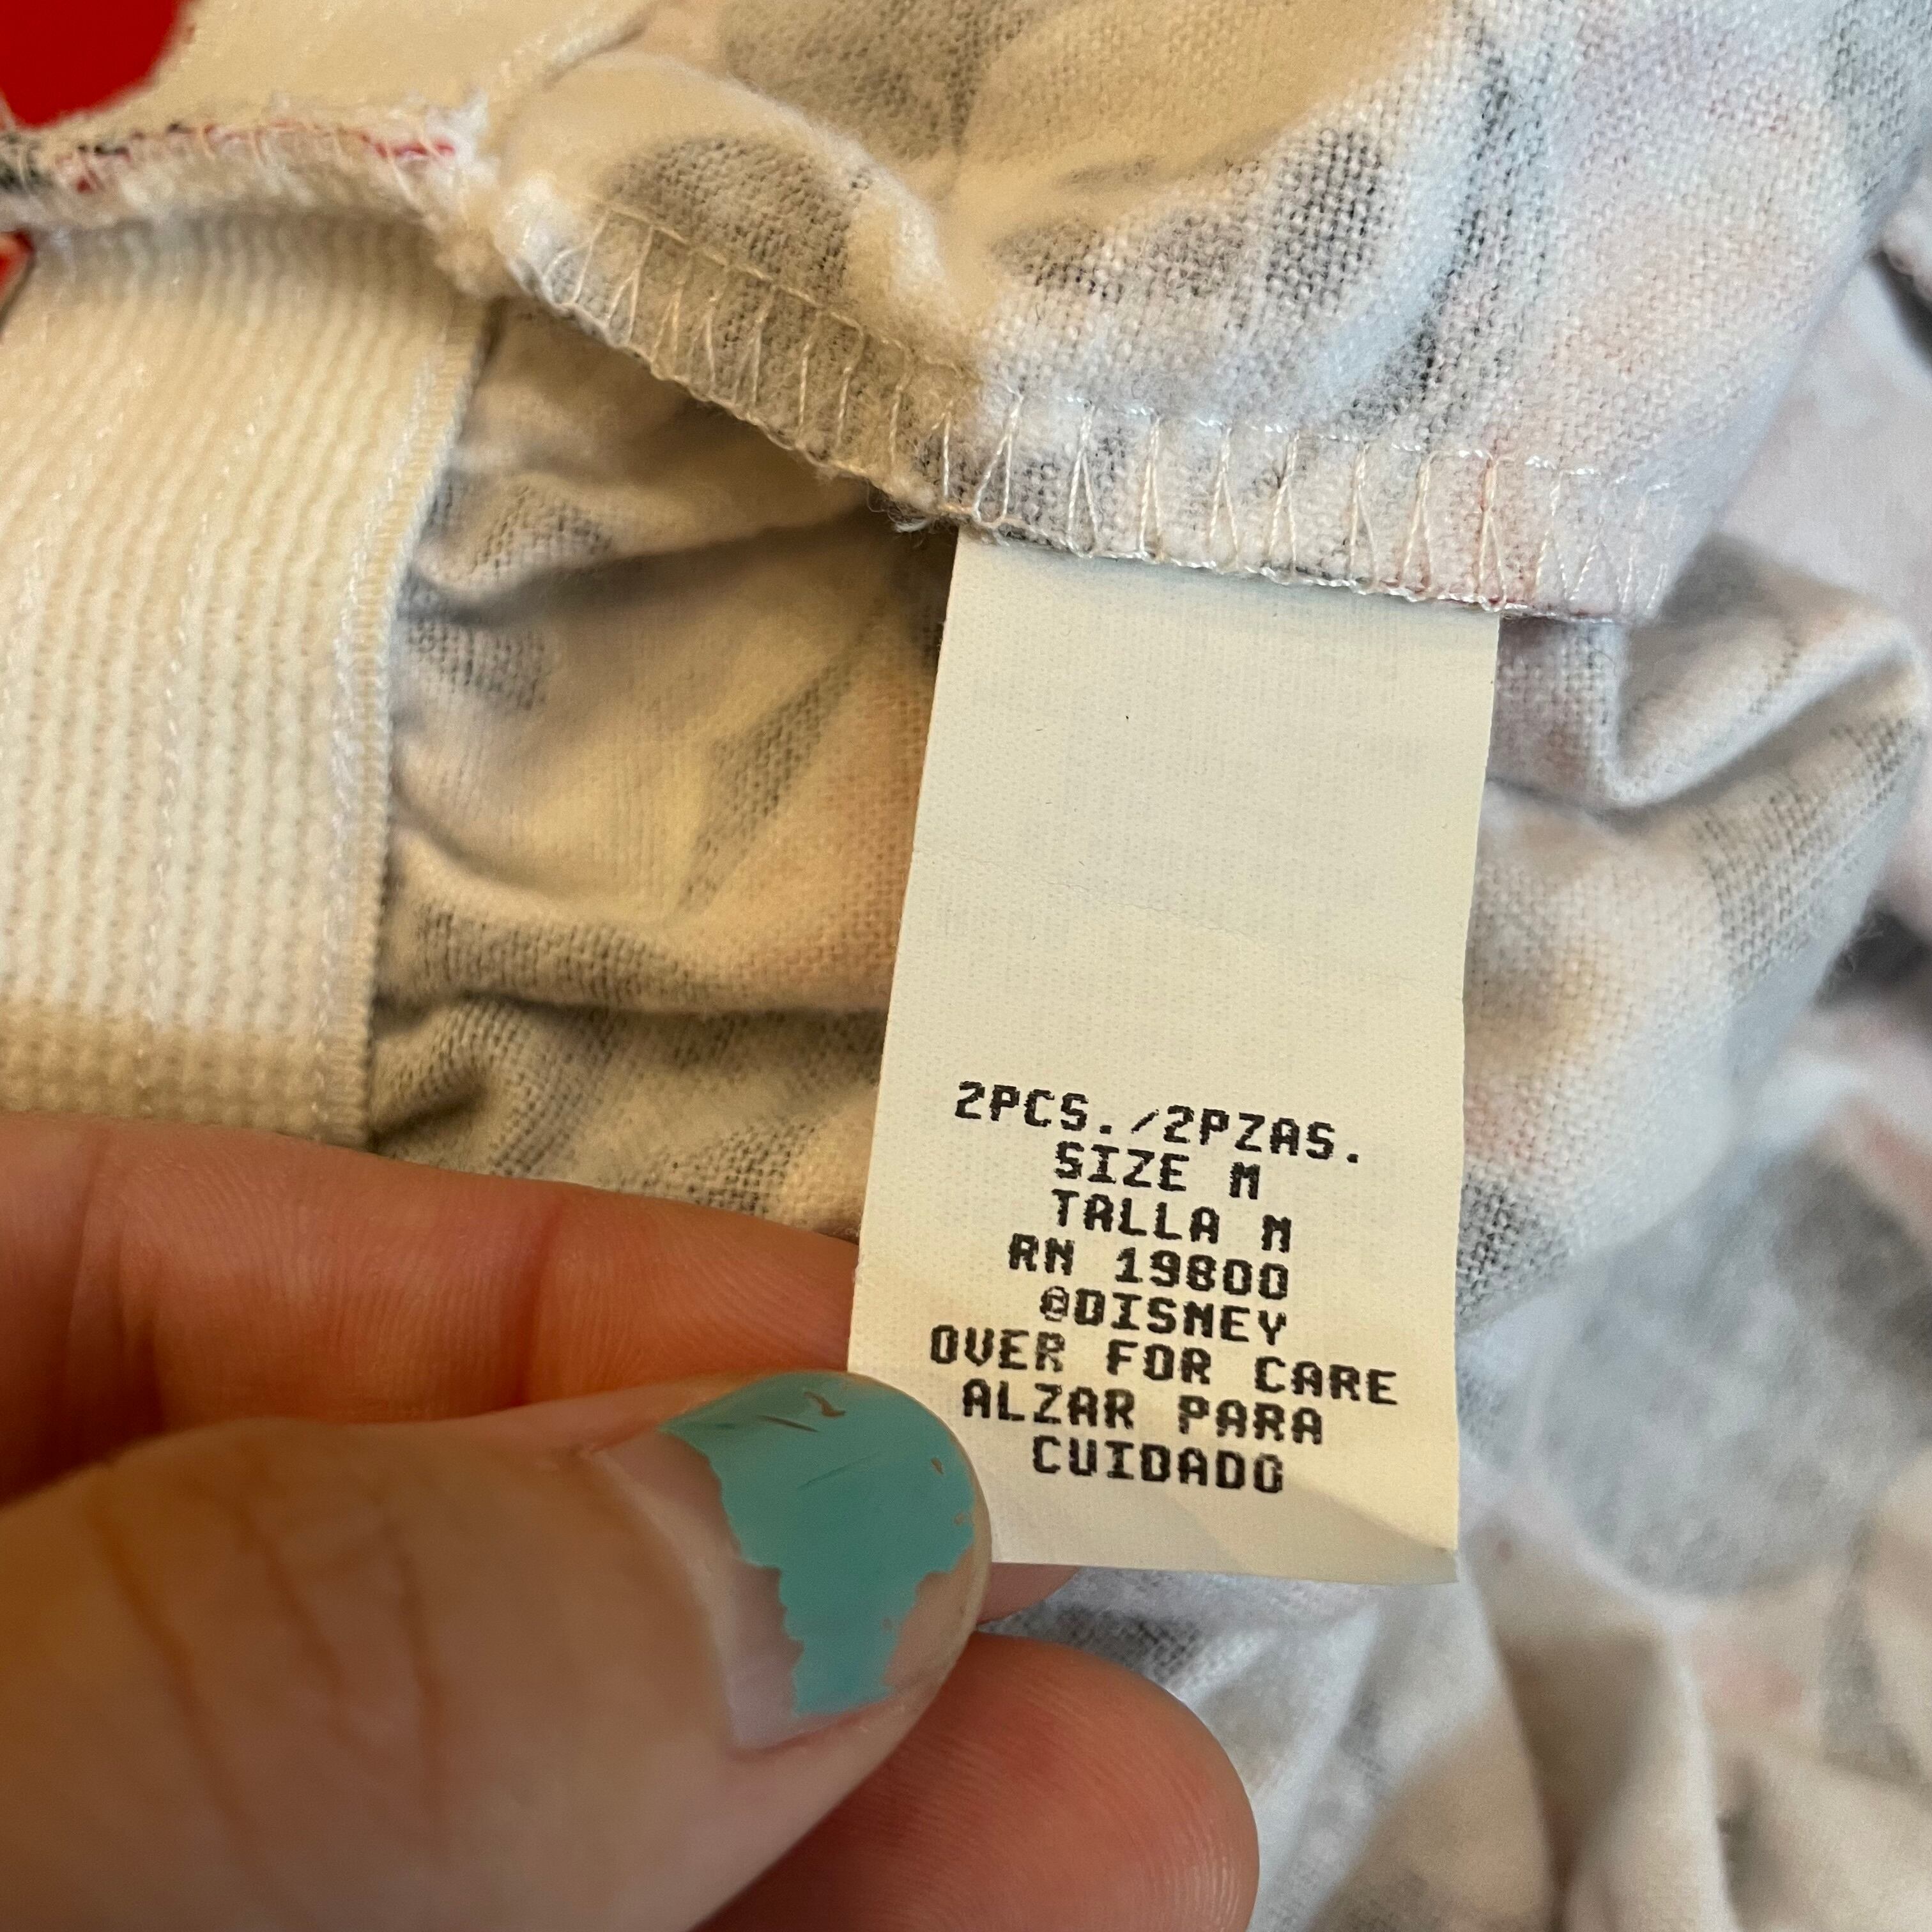 2PCS./2PZAS.
SIZE M
TALLA M
RN 19800
©DISNEY
OVER FOR CARE
ALZAR PARA
CUIDADO